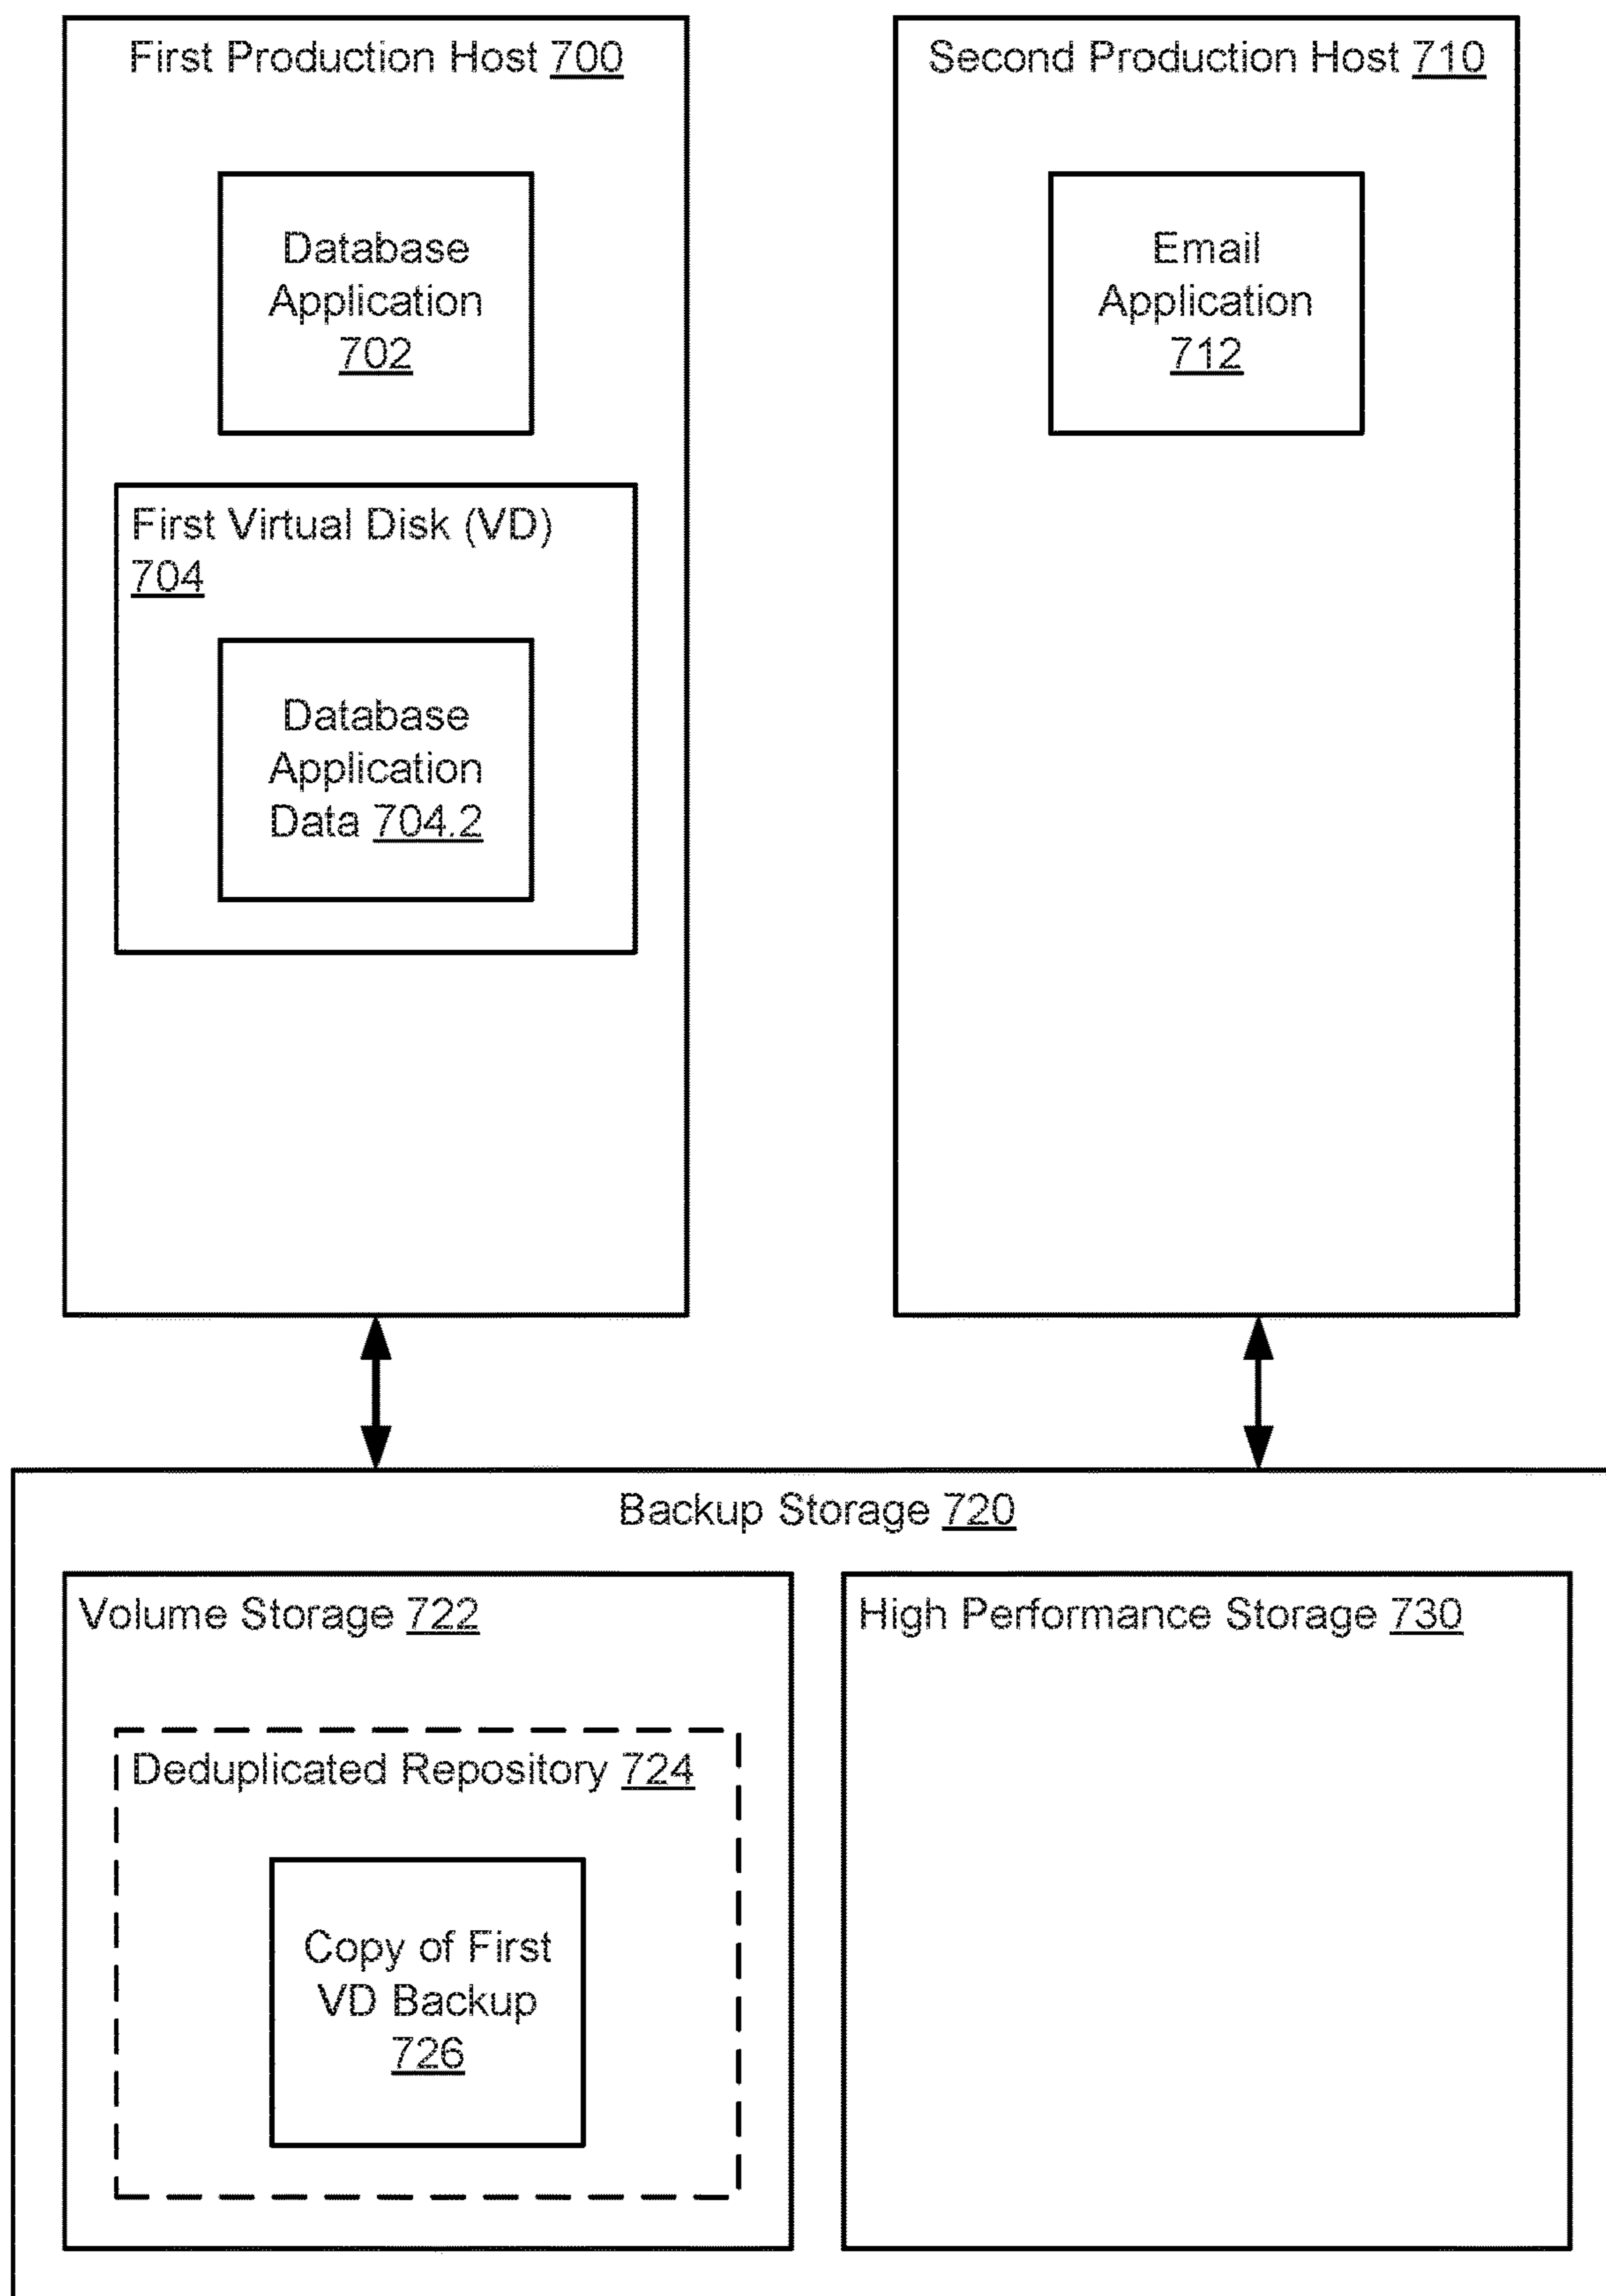 First Production Host 700
Database
Application
702
First Virtual Disk (VD)
704
Database
Application
Data 704.2
Second Production Host 710
Email
Application
712
Backup Storage 720
Volume Storage 722
Deduplicated Repository 724
Copy of First
VD Backup
726
High Performance Storage 730